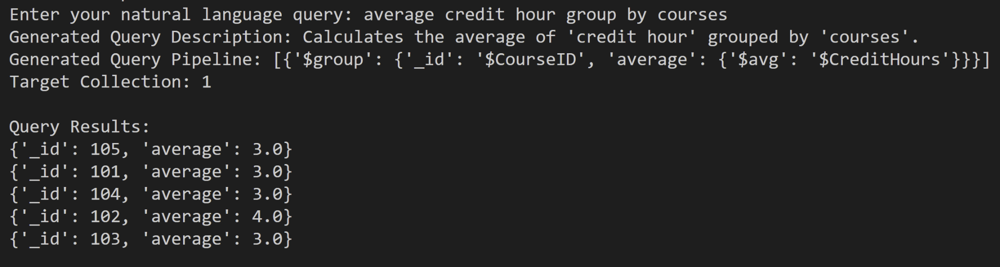 Enter your natural language query: average credit hour group by courses
Generated Query Description: Calculates the average of 'credit hour' grouped by 'courses'.
Generated Query Pipeline: [{'$group': {'_id': '$CourseID', 'average': {'$avg': '$CreditHours'}}}]
Target Collection: 1
Query Results:
{'_id': 105, 'average': 3.0}
{'_id': 101, 'average': 3.0}
{'_id': 104, 'average': 3.0}
{'_id': 102, 'average': 4.0}
{'_id': 103, 'average': 3.0}